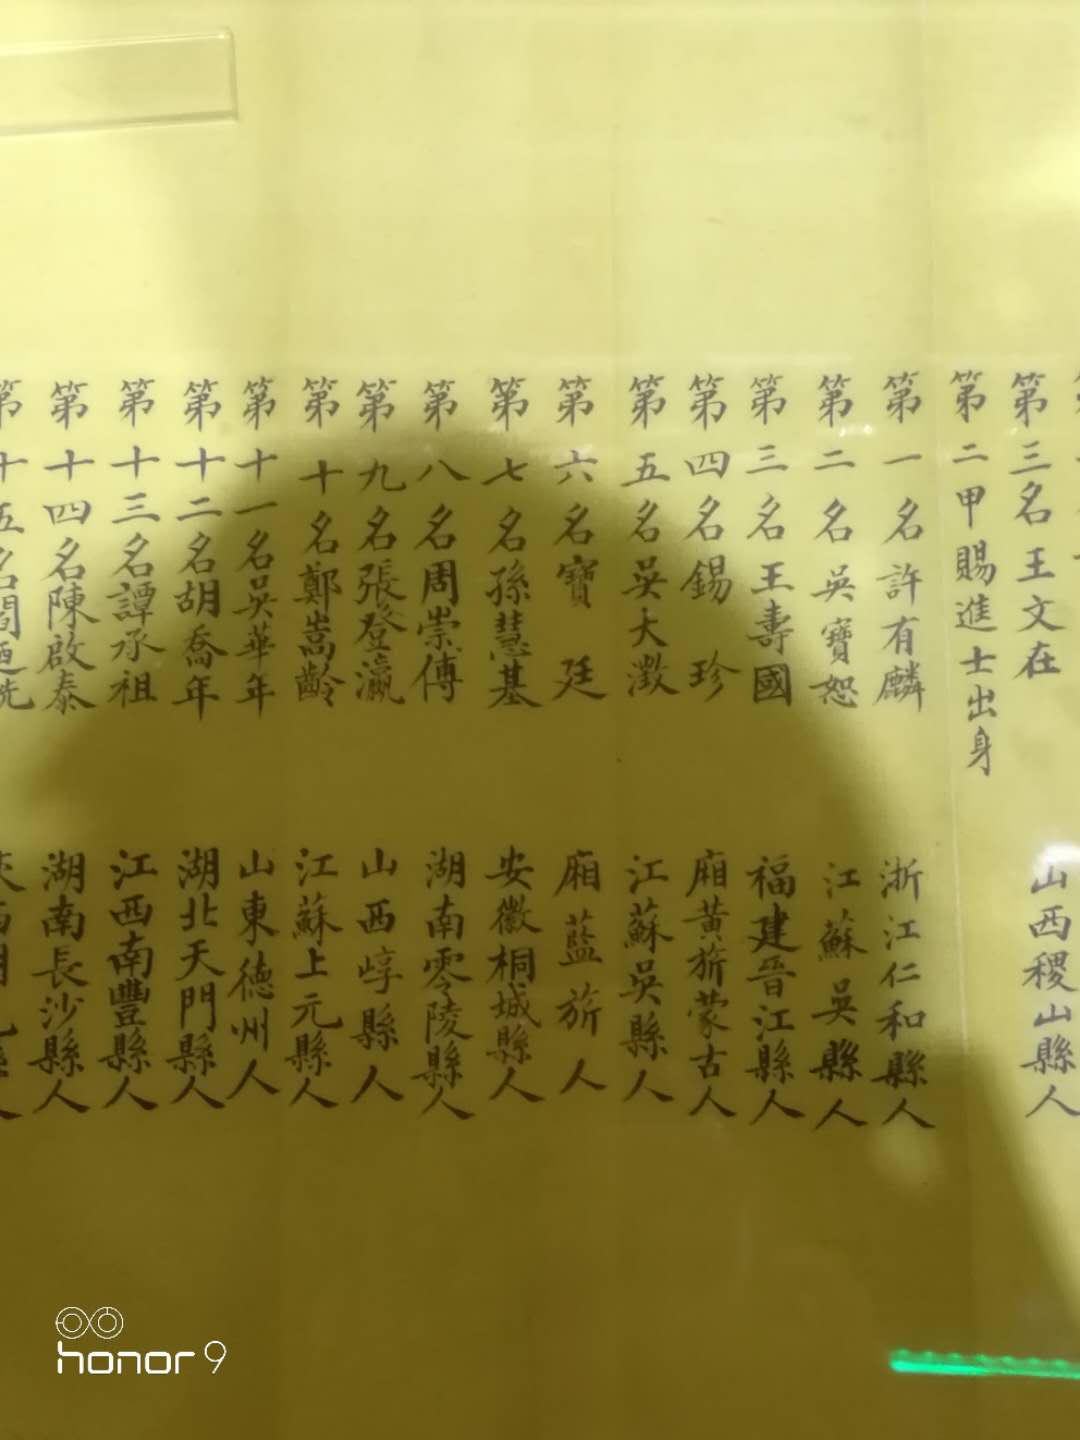 第三名王文在 山西稷山縣人
第二甲賜進士出身
第一名許有麟 浙江仁和縣人
第二名吳寶恕 江蘇吳縣人
第三名王壽國 福建晉江縣人
第四名錫珍 廂黃旂蒙古人
第五名吳大澂 江蘇吳縣人
第六名寶廷 廂藍旂人
第七名孫慧基 安徽桐城縣人
第八名周崇傅 湖南零陵縣人
第九名張登瀛 山西崞縣人
第十名鄭嵩齡 江蘇上元縣人
第十一名吳華年 山東德州人
第十二名胡喬年 湖北天門縣人
第十三名譚承祖 江西南豐縣人
第十四名陳啟泰 湖南長沙縣人
第十五名閻迺
honor 9